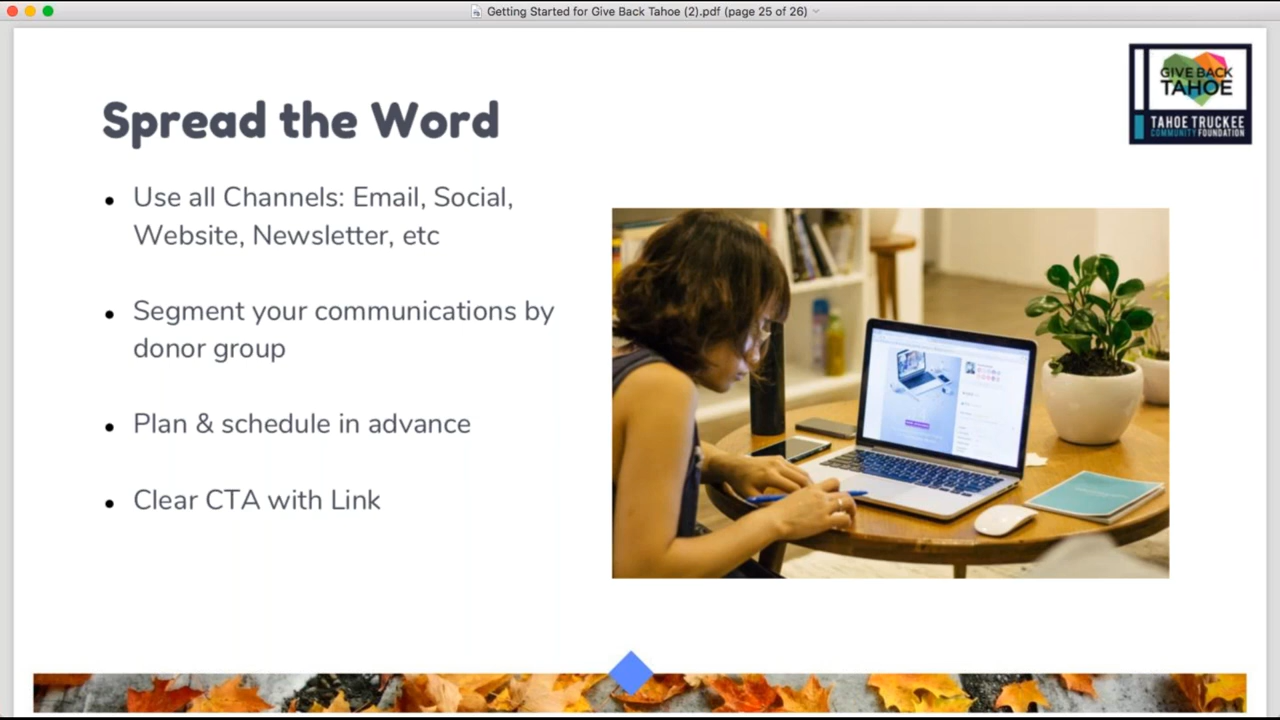 Getting Started for Give Back Tahoe (2).pdf (page 25 of 26)
GIVE BACK
TAHOE
TAHOE TRUCKEE
COMMUNITY FOUNDATION
Spread the Word
• Use all Channels: Email, Social,
Website, Newsletter, etc
• Segment your communications by
donor group
• Plan & schedule in advance
• Clear CTA with Link